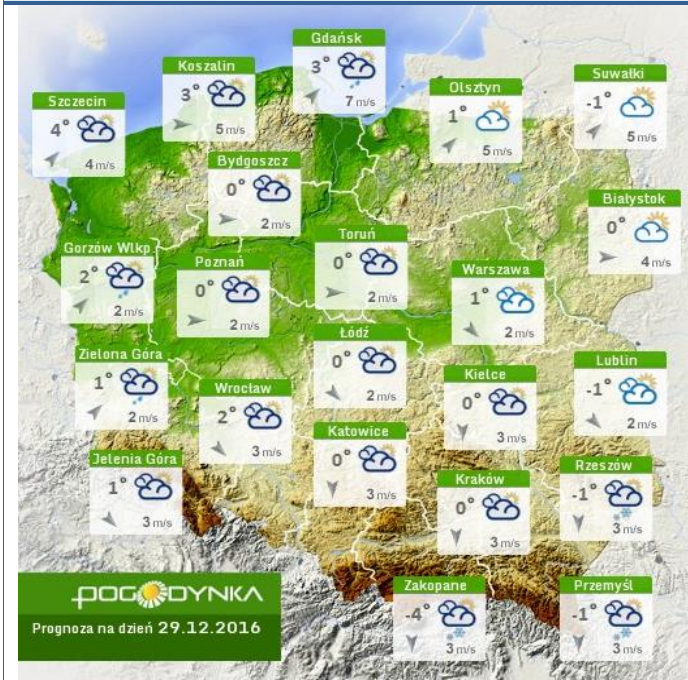 Gdańsk
3°
7 m/s
Koszalin
3°
5 m/s
Szczecin
4°
4 m/s
Olsztyn
1°
5 m/s
Suwałki
-1°
5 m/s
Bydgoszcz
0°
2 m/s
Białystok
0°
4 m/s
Toruń
0°
2 m/s
Gorzów Wlkp
2°
2 m/s
Poznań
0°
2 m/s
Warszawa
1°
2 m/s
Łódź
0°
2 m/s
Zielona Góra
1°
2 m/s
Wrocław
2°
3 m/s
Kielce
0°
3 m/s
Lublin
-1°
2 m/s
Katowice
0°
3 m/s
Jelenia Góra
1°
3 m/s
Kraków
0°
3 m/s
Rzeszów
-1°
3 m/s
Zakopane
-4°
3 m/s
Przemyśl
-1°
3 m/s
POGODYNKA
Prognoza na dzień 29.12.2016